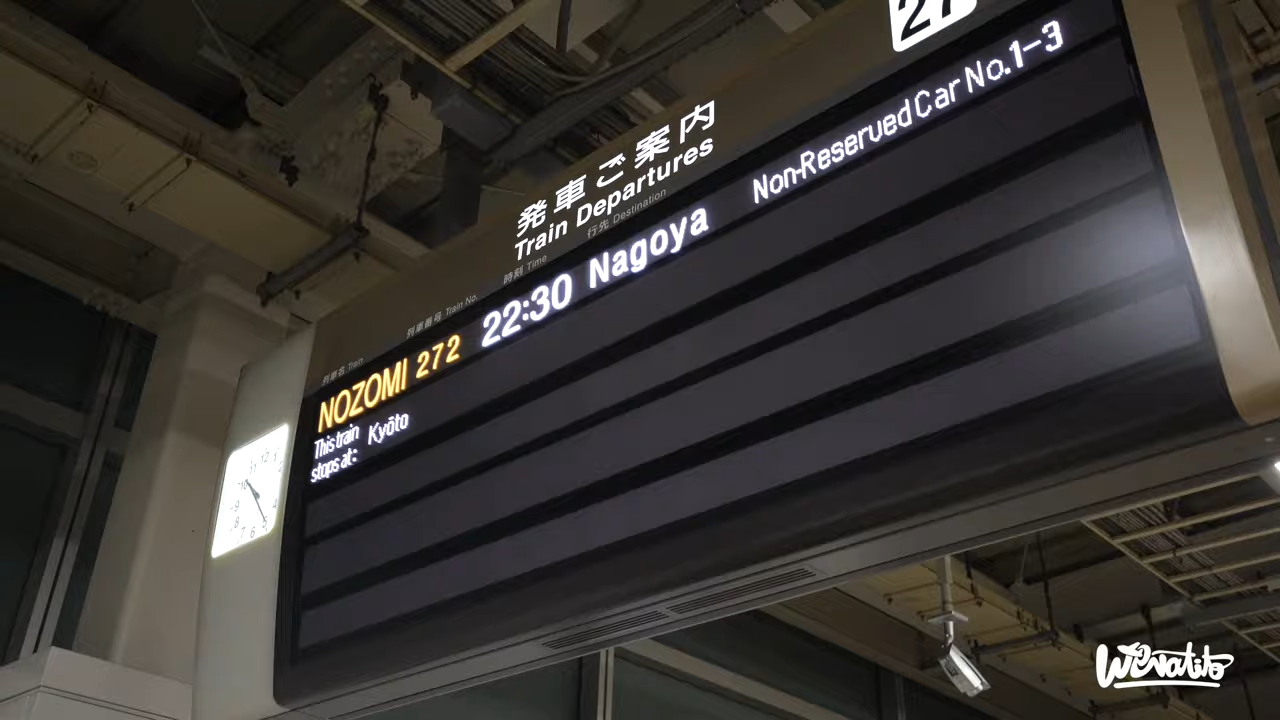 27
発車ご案内
Train Departures
列車名 Train
列車番号 Train No.
時刻 Time
行先 Destination
NOZOMI 272 22:30 Nagoya Non-Reserved Car No.1-3
This train stops at: Kyōto
Wevatito